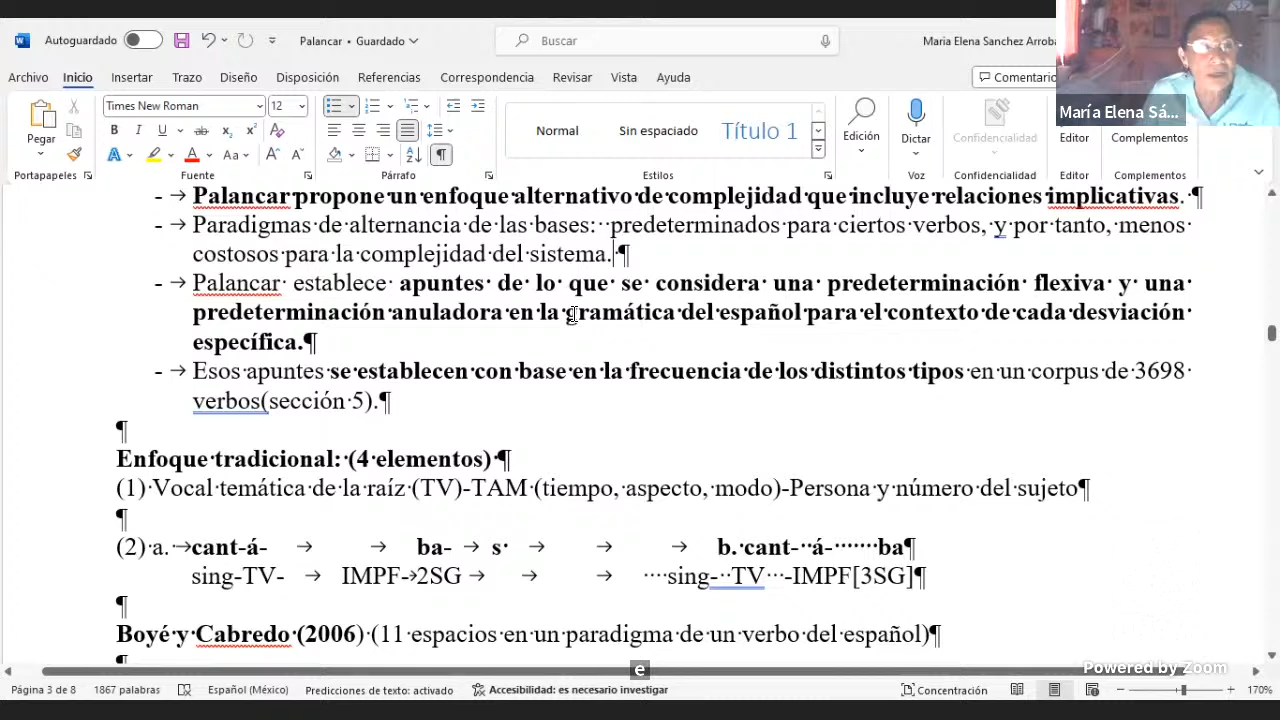 Autoguardado Palancar • Guardado Buscar Maria Elena Sanchez Arroba
Archivo Inicio Insertar Trazo Diseño Disposición Referencias Correspondencia Revisar Vista Ayuda Comentario
María Elena Sá...
Times New Roman 12
Normal Sin espaciado Título 1
Pegar Edición Dictar Confidencialidad Editor Complementos
Portapapeles Fuente Párrafo Estilos Voz Confidencialidad Editor Complementos
- → Palancar propone un enfoque alternativo de complejidad que incluye relaciones implicativas. ¶
- → Paradigmas de alternancia de las bases: predeterminados para ciertos verbos, y por tanto, menos
costosos para la complejidad del sistema. ¶
- → Palancar establece apuntes de lo que se considera una predeterminación flexiva y una
predeterminación anuladora en la gramática del español para el contexto de cada desviación
específica.¶
- → Esos apuntes se establecen con base en la frecuencia de los distintos tipos en un corpus de 3698
verbos(sección 5).¶
¶
Enfoque tradicional: (4 elementos) ¶
(1) Vocal temática de la raíz (TV)-TAM (tiempo, aspecto, modo)-Persona y número del sujeto¶
¶
(2) a. → cant-á- → → ba- → s → → → b. cant- á- ba¶
sing-TV- → IMPF-→2SG → → → sing- TV -IMPF[3SG]¶
¶
Boyé y Cabredo (2006) (11 espacios en un paradigma de un verbo del español)¶
e
Powered by Zoom
Página 3 de 8 1867 palabras Español (México) Predicciones de texto: activado Accesibilidad: es necesario investigar Concentración 170%